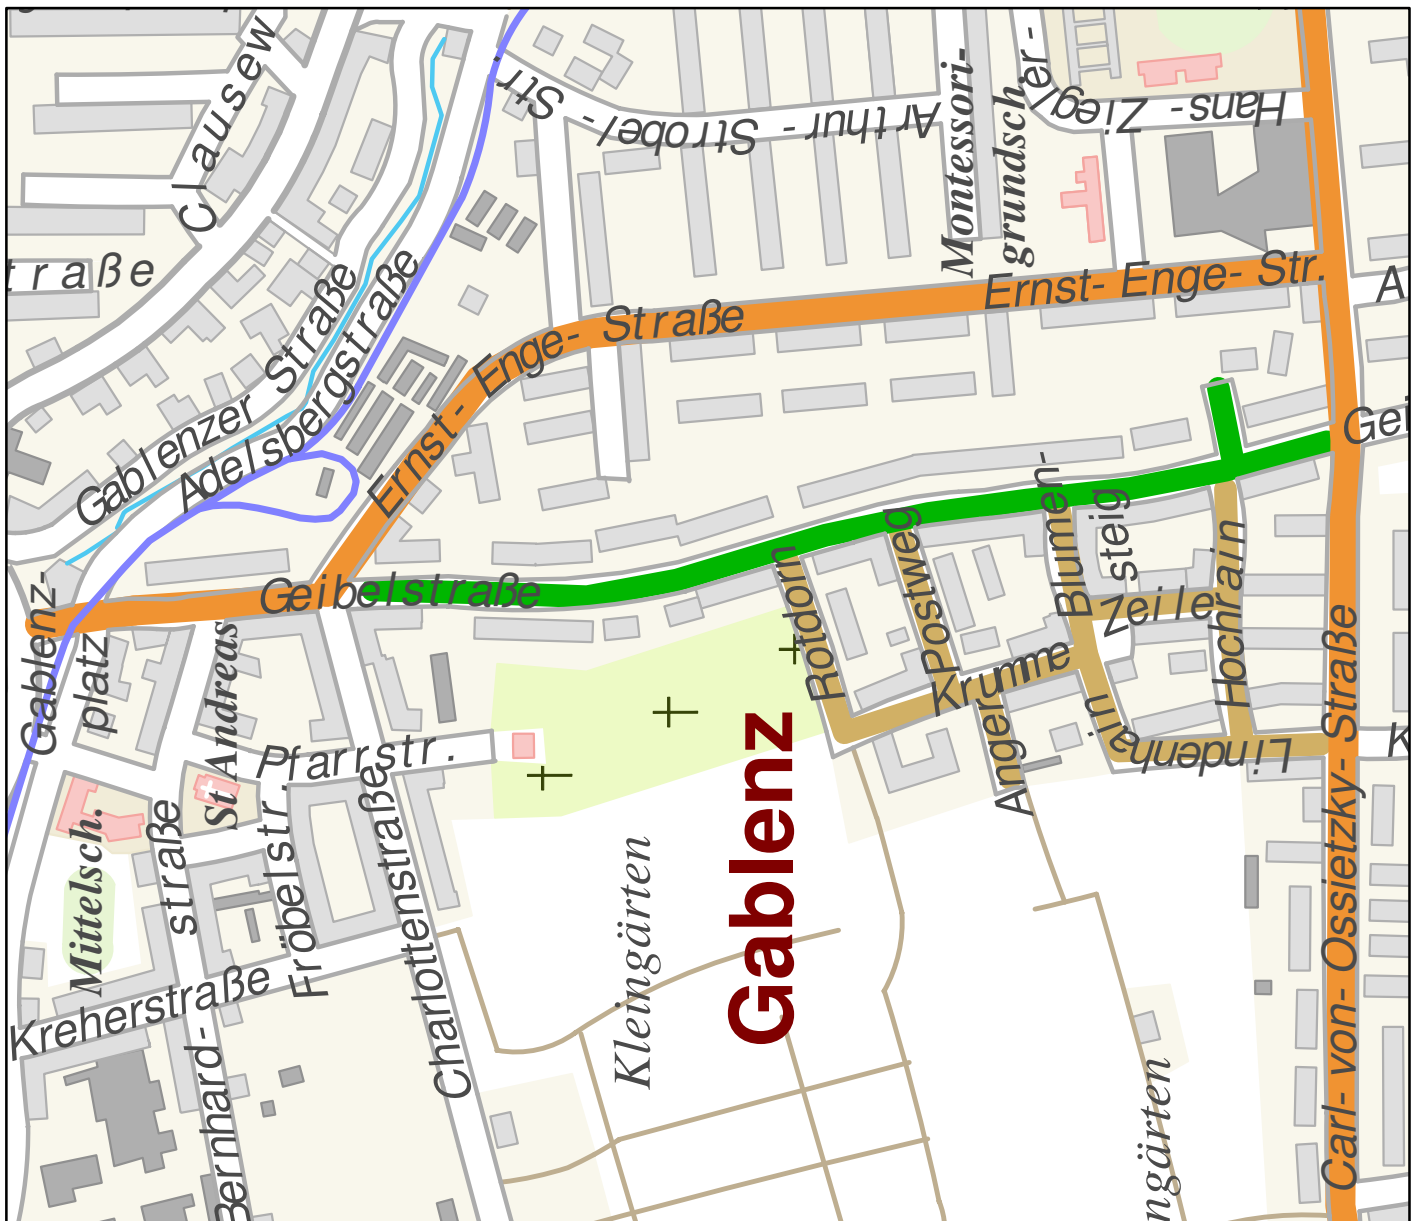 Clausew
traße
Str.
Arthur- Strobel- Str.
Montessori-
grundsch.
Hans- Ziegler-
Ernst- Enge- Straße
Ernst- Enge- Str.
A
Gablenzer Straße
Adelsbergstraße
Gei
Geibelstraße
Gablenz-
platz
St Andreas
Pfarrstr.
Mittelsch.
Bernhard-
straße
Fröbelstr.
Charlottenstraße
Kreherstraße
Rotdorn
Postweg
Blumen-
steig
Zeile
Krumme
Hochrain
Anger
Lindenhain
K
Gablenz
Kleingärten
ngärten
Carl- von- Ossietzky- Straße